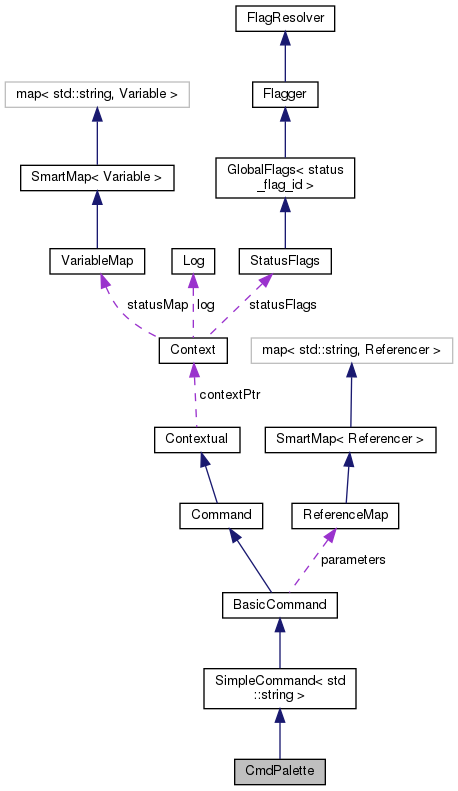 FlagResolver
Flagger
map< std::string, Variable >
GlobalFlags< status
_flag_id >
SmartMap< Variable >
VariableMap
Log
StatusFlags
statusMap
log
statusFlags
Context
map< std::string, Referencer >
contextPtr
Contextual
SmartMap< Referencer >
Command
ReferenceMap
parameters
BasicCommand
SimpleCommand< std
::string >
CmdPalette